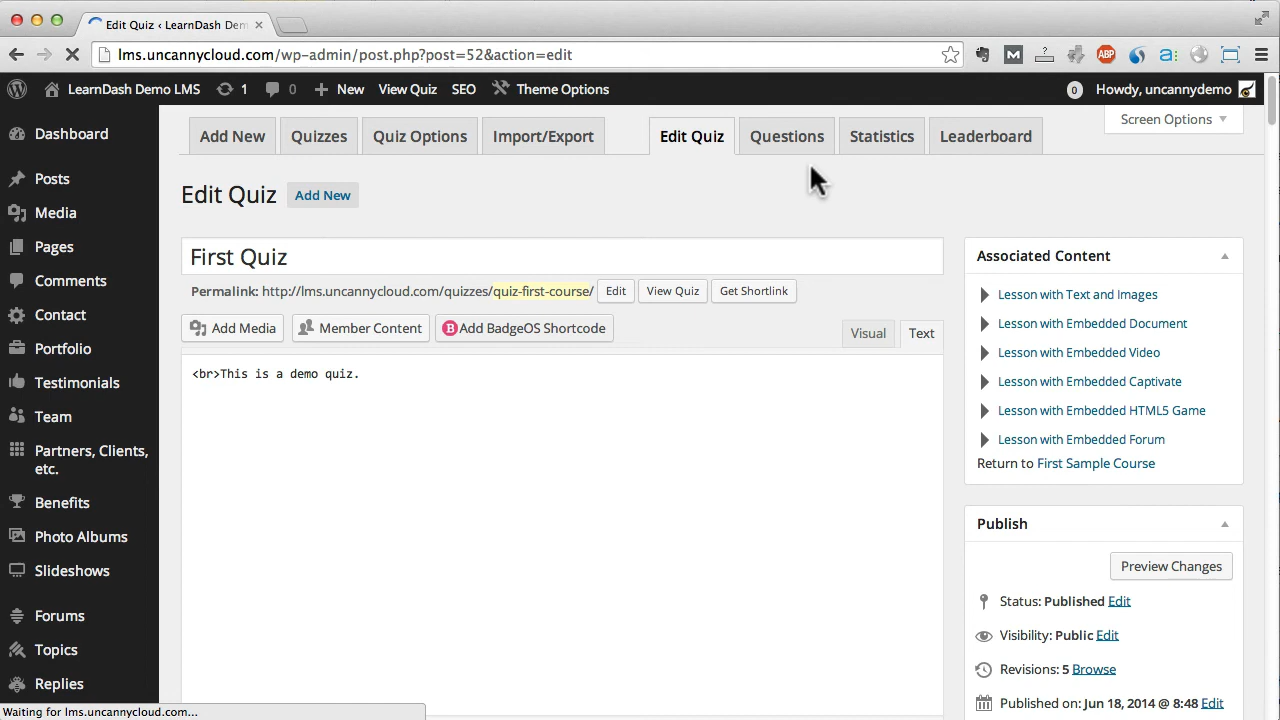 Edit Quiz ‹ LearnDash Dem
lms.uncannycloud.com/wp-admin/post.php?post=52&action=edit
LearnDash Demo LMS 1 0 New View Quiz SEO Theme Options 0 Howdy, uncannydemo
Dashboard
Posts
Media
Pages
Comments
Contact
Portfolio
Testimonials
Team
Partners, Clients,
etc.
Benefits
Photo Albums
Slideshows
Forums
Topics
Replies
Add New Quizzes Quiz Options Import/Export Edit Quiz Questions Statistics Leaderboard
Screen Options
Edit Quiz Add New
First Quiz
Permalink: http://lms.uncannycloud.com/quizzes/quiz-first-course/ Edit View Quiz Get Shortlink
Add Media Member Content Add BadgeOS Shortcode Visual Text
<br>This is a demo quiz.
Associated Content
Lesson with Text and Images
Lesson with Embedded Document
Lesson with Embedded Video
Lesson with Embedded Captivate
Lesson with Embedded HTML5 Game
Lesson with Embedded Forum
Return to First Sample Course
Publish
Preview Changes
Status: Published Edit
Visibility: Public Edit
Revisions: 5 Browse
Published on: Jun 18, 2014 @ 8:48 Edit
Waiting for lms.uncannycloud.com...